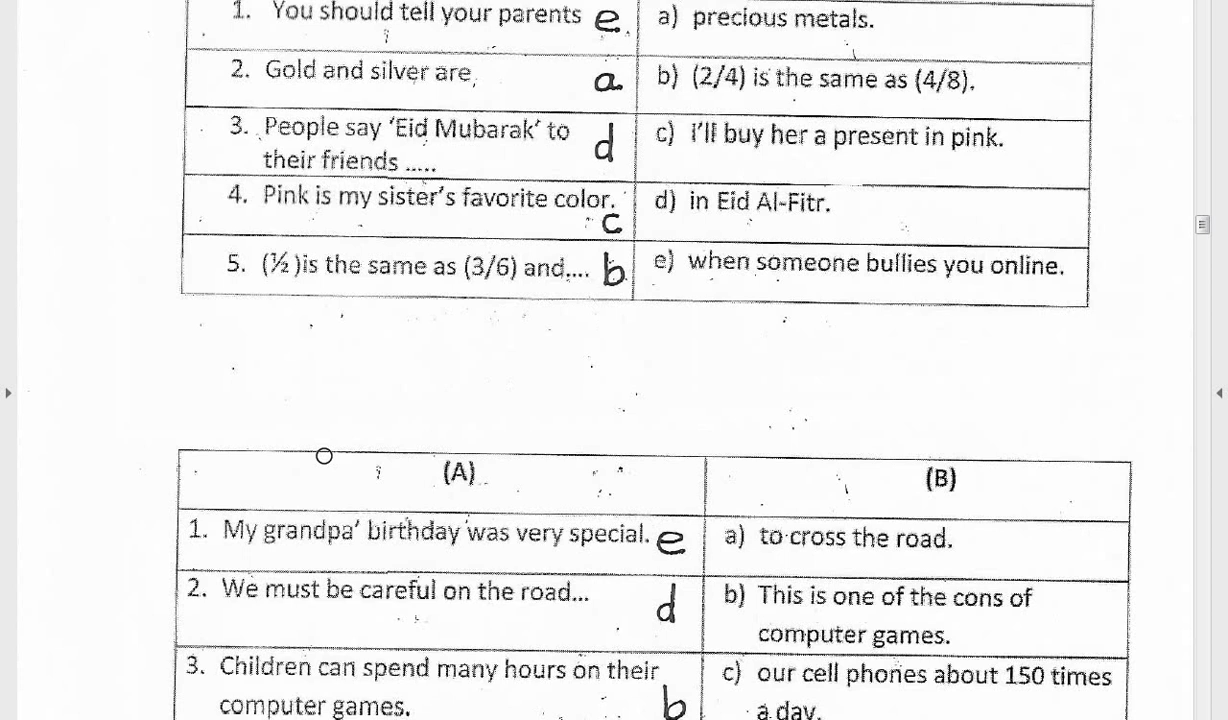 1. You should tell your parents e a) precious metals.
2. Gold and silver are a b) (2/4) is the same as (4/8).
3. People say 'Eid Mubarak' to d c) i'll buy her a present in pink.
their friends .....
4. Pink is my sister's favorite color. c d) in Eid Al-Fitr.
5. (½ )is the same as (3/6) and.... b e) when someone bullies you online.
(A) (B)
1. My grandpa' birthday was very special. e a) to cross the road.
2. We must be careful on the road... d b) This is one of the cons of
computer games.
3. Children can spend many hours on their c) our cell phones about 150 times
computer games. b a day.